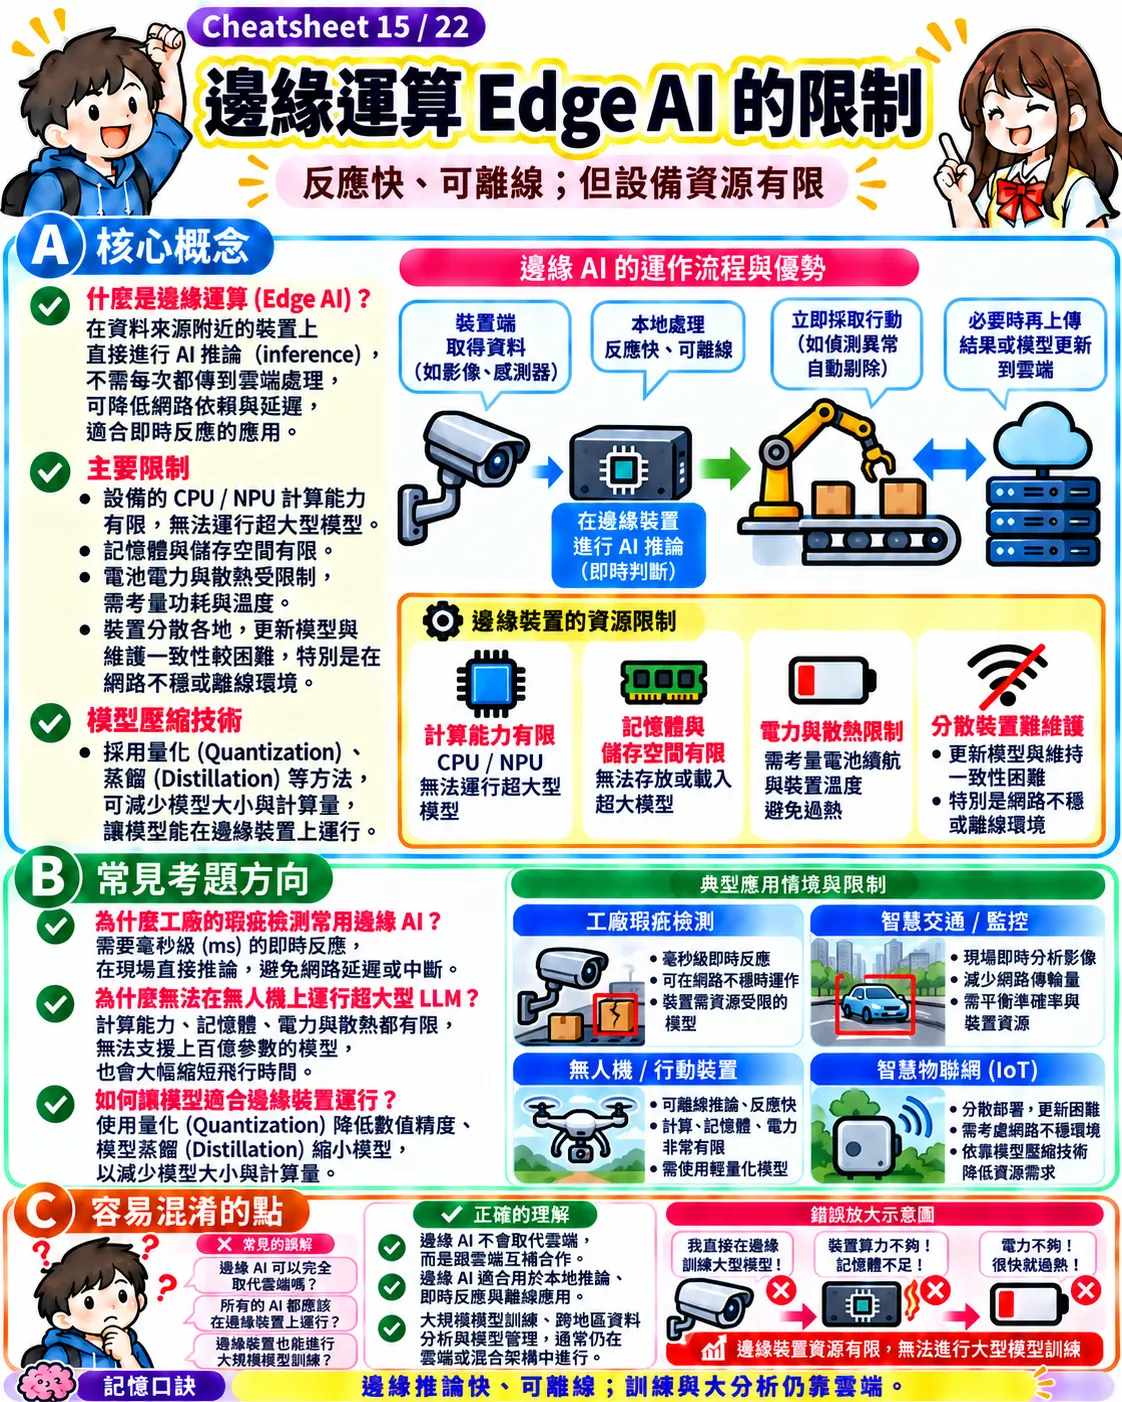 Cheatsheet 15 / 22
邊緣運算 Edge AI 的限制
反應快、可離線；但設備資源有限
A 核心概念
什麼是邊緣運算 (Edge AI)？
在資料來源附近的裝置上
直接進行 AI 推論（inference），
不需每次都傳到雲端處理，
可降低網路依賴與延遲，
適合即時反應的應用。
主要限制
• 設備的 CPU / NPU 計算能力
有限，無法運行超大型模型。
• 記憶體與儲存空間有限。
• 電池電力與散熱受限制，
需考量功耗與溫度。
• 裝置分散各地，更新模型與
維護一致性較困難，特別是在
網路不穩或離線環境。
模型壓縮技術
• 採用量化 (Quantization)、
蒸餾 (Distillation) 等方法，
可減少模型大小與計算量，
讓模型能在邊緣裝置上運行。
邊緣 AI 的運作流程與優勢
裝置端
取得資料
（如影像、感測器）
本地處理
反應快、可離線
立即採取行動
（如偵測異常
自動剔除）
必要時再上傳
結果或模型更新
到雲端
在邊緣裝置
進行 AI 推論
（即時判斷）
邊緣裝置的資源限制
計算能力有限
CPU / NPU
無法運行超大型
模型
記憶體與
儲存空間有限
無法存放或載入
超大模型
電力與散熱限制
需考量電池續航
與裝置溫度
避免過熱
分散裝置難維護
• 更新模型與維持
一致性困難
• 特別是網路不穩
或離線環境
B 常見考題方向
為什麼工廠的瑕疵檢測常用邊緣 AI？
需要毫秒級 (ms) 的即時反應，
在現場直接推論，避免網路延遲或中斷。
為什麼無法在無人機上運行超大型 LLM？
計算能力、記憶體、電力與散熱都有限，
無法支援上百億參數的模型，
也會大幅縮短飛行時間。
如何讓模型適合邊緣裝置運行？
使用量化 (Quantization) 降低數值精度、
模型蒸餾 (Distillation) 縮小模型，
以減少模型大小與計算量。
典型應用情境與限制
工廠瑕疵檢測
• 毫秒級即時反應
• 可在網路不穩時運作
• 裝置需資源受限的
模型
智慧交通 / 監控
• 現場即時分析影像
• 減少網路傳輸量
• 需平衡準確率與
裝置資源
無人機 / 行動裝置
• 可離線推論、反應快
• 計算、記憶體、電力
非常有限
• 需使用輕量化模型
智慧物聯網 (IoT)
• 分散部署，更新困難
• 需考慮網路不穩環境
• 依靠模型壓縮技術
降低資源需求
C 容易混淆的點
? ? ?
常見的誤解
邊緣 AI 可以完全
取代雲端嗎？
所有的 AI 都應該
在邊緣裝置上運行？
邊緣裝置也能進行
大規模模型訓練？
正確的理解
邊緣 AI 不會取代雲端，
而是跟雲端互補合作。
邊緣 AI 適合用於本地推論、
即時反應與離線應用。
大規模模型訓練、跨地區資料
分析與模型管理，通常仍在
雲端或混合架構中進行。
錯誤放大示意圖
我直接在邊緣
訓練大型模型！
裝置算力不夠！
記憶體不足！
電力不夠！
很快就過熱！
邊緣裝置資源有限，無法進行大型模型訓練
記憶口訣
邊緣推論快、可離線；訓練與大分析仍靠雲端。